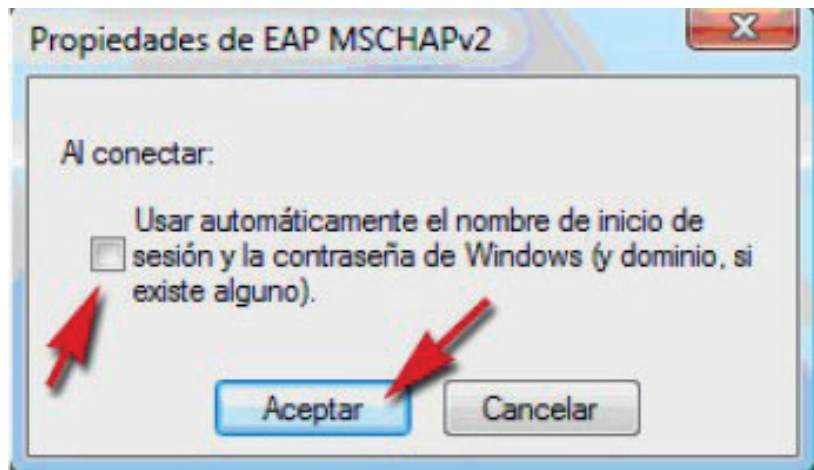 Propiedades de EAP MSCHAPv2
Al conectar:
Usar automáticamente el nombre de inicio de
sesión y la contraseña de Windows (y dominio, si
existe alguno).
Aceptar Cancelar